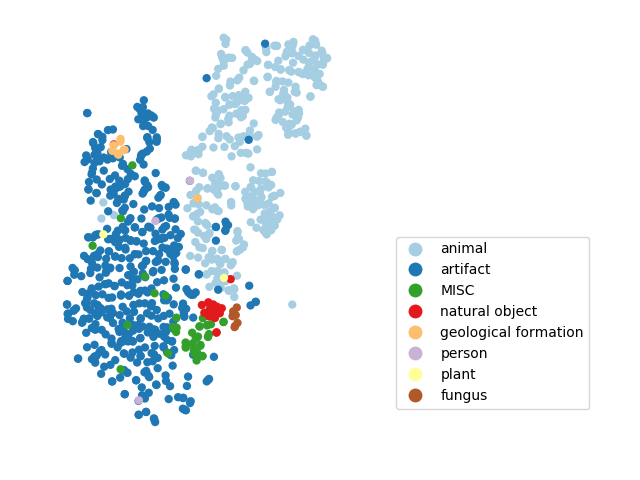 animal
artifact
MISC
natural object
geological formation
person
plant
fungus